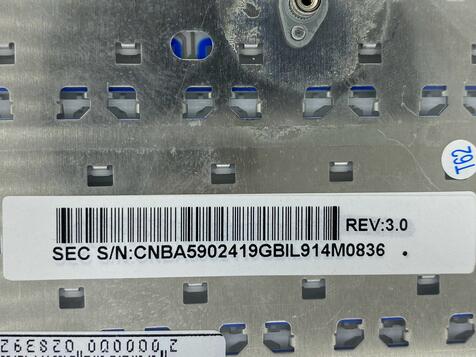 T62
REV:3.0
SEC S/N:CNBA5902419GBIL914M0836 .